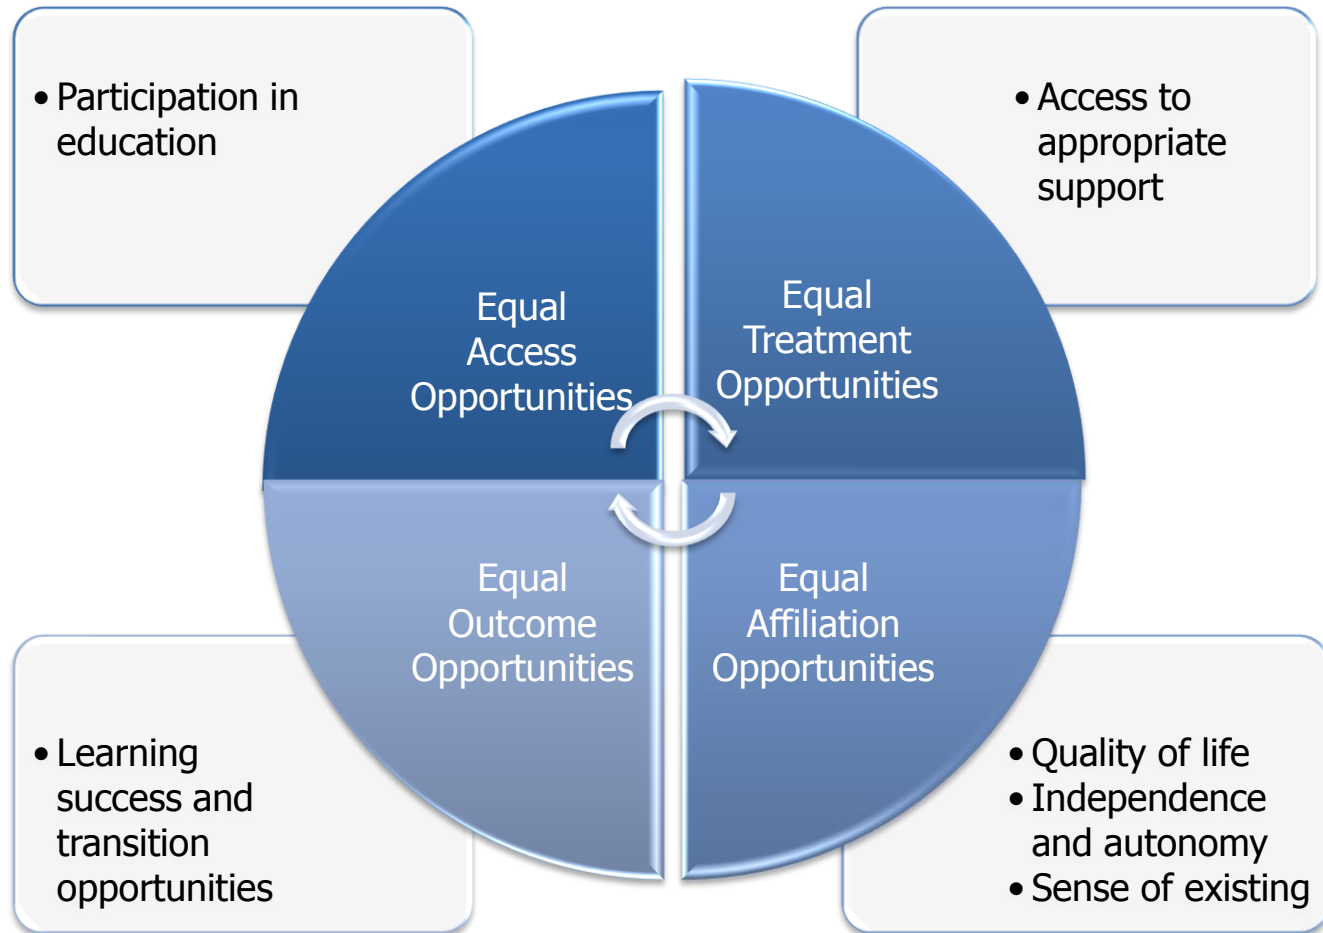 • Participation in
education
• Access to
appropriate
support
Equal
Access
Opportunities
Equal
Treatment
Opportunities
Equal
Outcome
Opportunities
Equal
Affiliation
Opportunities
• Learning
success and
transition
opportunities
• Quality of life
• Independence
and autonomy
• Sense of existing